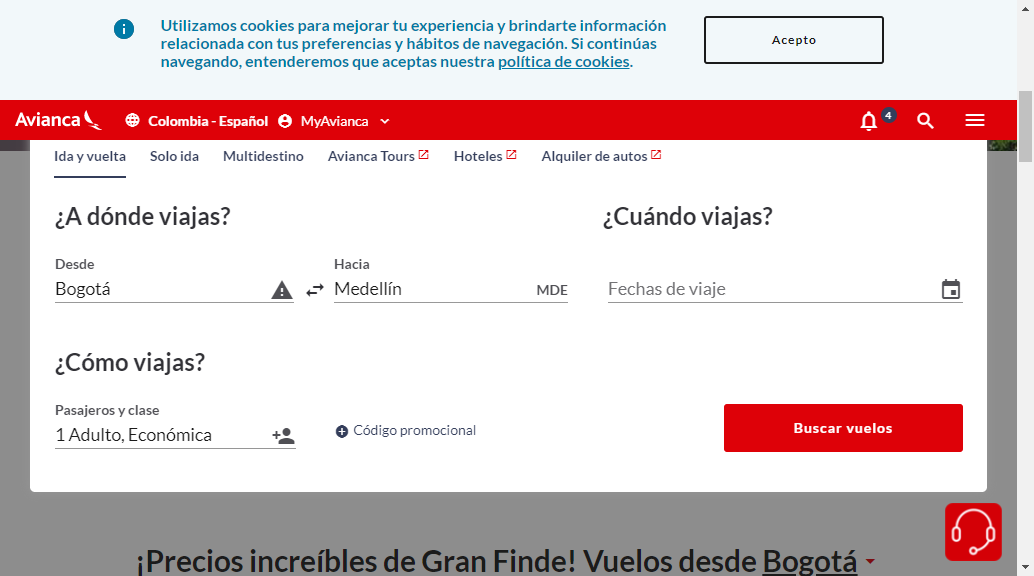 Utilizamos cookies para mejorar tu experiencia y brindarte información
relacionada con tus preferencias y hábitos de navegación. Si continúas
navegando, entenderemos que aceptas nuestra política de cookies.
Acepto
Avianca Colombia - Español MyAvianca 4
Ida y vuelta Solo ida Multidestino Avianca Tours Hoteles Alquiler de autos
¿A dónde viajas? ¿Cuándo viajas?
Desde Hacia
Bogotá Medellín MDE Fechas de viaje
¿Cómo viajas?
Pasajeros y clase
1 Adulto, Económica Código promocional Buscar vuelos
¡Precios increíbles de Gran Finde! Vuelos desde Bogotá